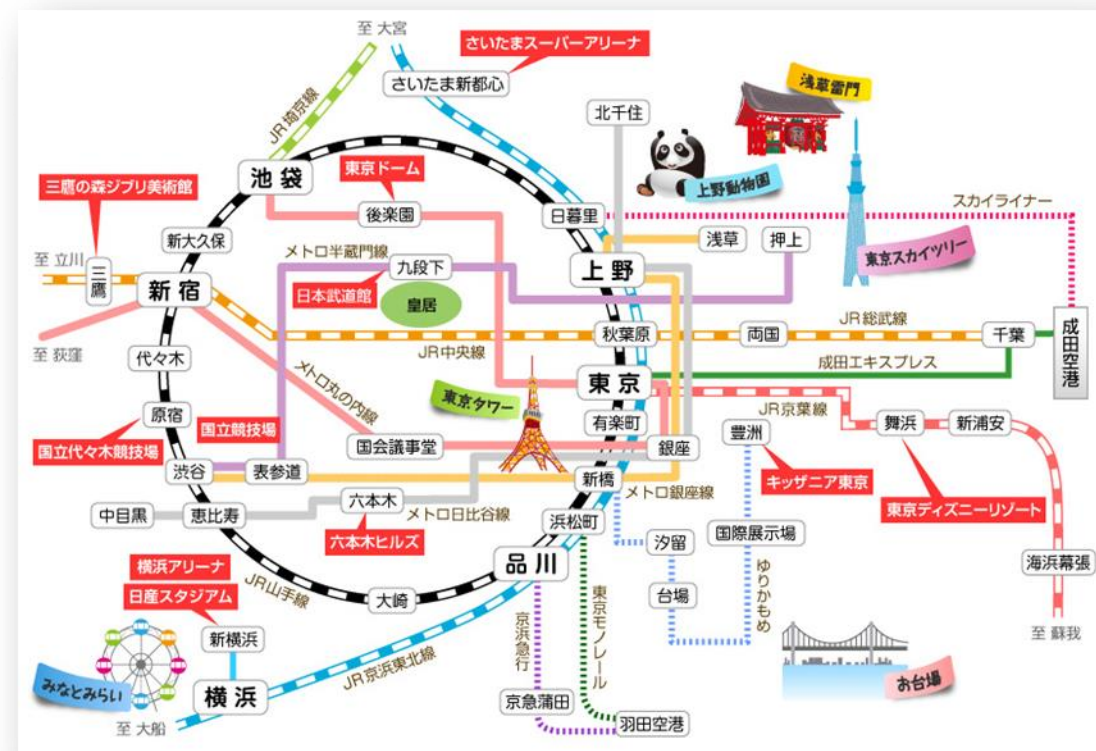 至 大宮
さいたまスーパーアリーナ
さいたま新都心
JR埼京線
北千住
浅草雷門
上野動物園
池袋
東京ドーム
三鷹の森ジブリ美術館
後楽園
日暮里
スカイライナー
新大久保
メトロ半蔵門線
浅草
押上
東京スカイツリー
至 立川
三鷹
新宿
九段下
日本武道館
皇居
上野
成田空港
秋葉原
両国
JR総武線
千葉
至 荻窪
代々木
JR中央線
成田エキスプレス
メトロ丸の内線
東京タワー
東京
JR京葉線
原宿
国立競技場
有楽町
豊洲
舞浜
新浦安
国立代々木競技場
国会議事堂
銀座
渋谷
表参道
新橋
メトロ銀座線
キッザニア東京
東京ディズニーリゾート
中目黒
恵比寿
六本木
メトロ日比谷線
浜松町
六本木ヒルズ
汐留
国際展示場
品川
海浜幕張
横浜アリーナ
日産スタジアム
JR山手線
大崎
台場
ゆりかもめ
東京モノレール
京浜急行
新横浜
至 蘇我
みなとみらい
JR京浜東北線
お台場
横浜
京急蒲田
羽田空港
至 大船